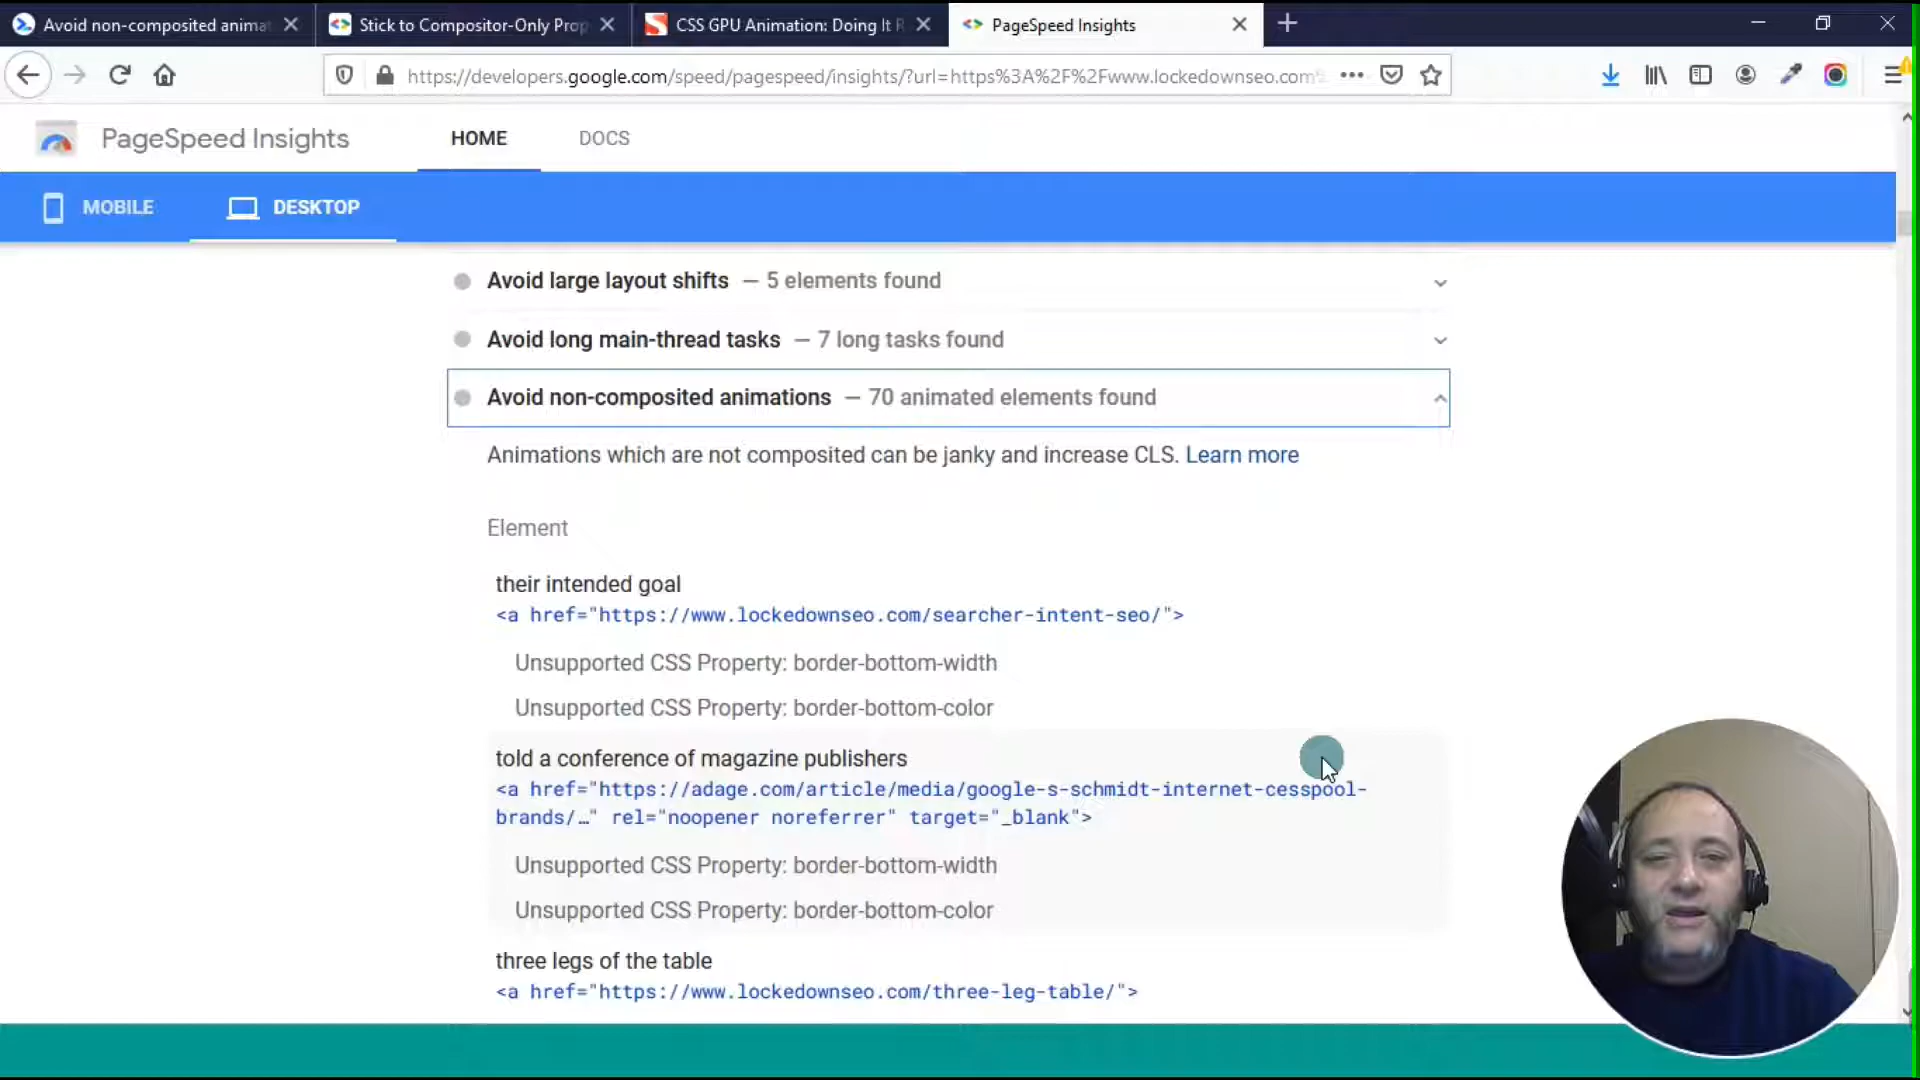 Avoid non-composited anima
Stick to Compositor-Only Prop
CSS GPU Animation: Doing It R
PageSpeed Insights
https://developers.google.com/speed/pagespeed/insights/?url=https%3A%2F%2Fwww.lockedownseo.com%
PageSpeed Insights
HOME
DOCS
MOBILE
DESKTOP
Avoid large layout shifts — 5 elements found
Avoid long main-thread tasks — 7 long tasks found
Avoid non-composited animations — 70 animated elements found
Animations which are not composited can be janky and increase CLS. Learn more
Element
their intended goal
<a href="https://www.lockedownseo.com/searcher-intent-seo/">
Unsupported CSS Property: border-bottom-width
Unsupported CSS Property: border-bottom-color
told a conference of magazine publishers
<a href="https://adage.com/article/media/google-s-schmidt-internet-cesspool-
brands/…" rel="noopener noreferrer" target="_blank">
Unsupported CSS Property: border-bottom-width
Unsupported CSS Property: border-bottom-color
three legs of the table
<a href="https://www.lockedownseo.com/three-leg-table/">